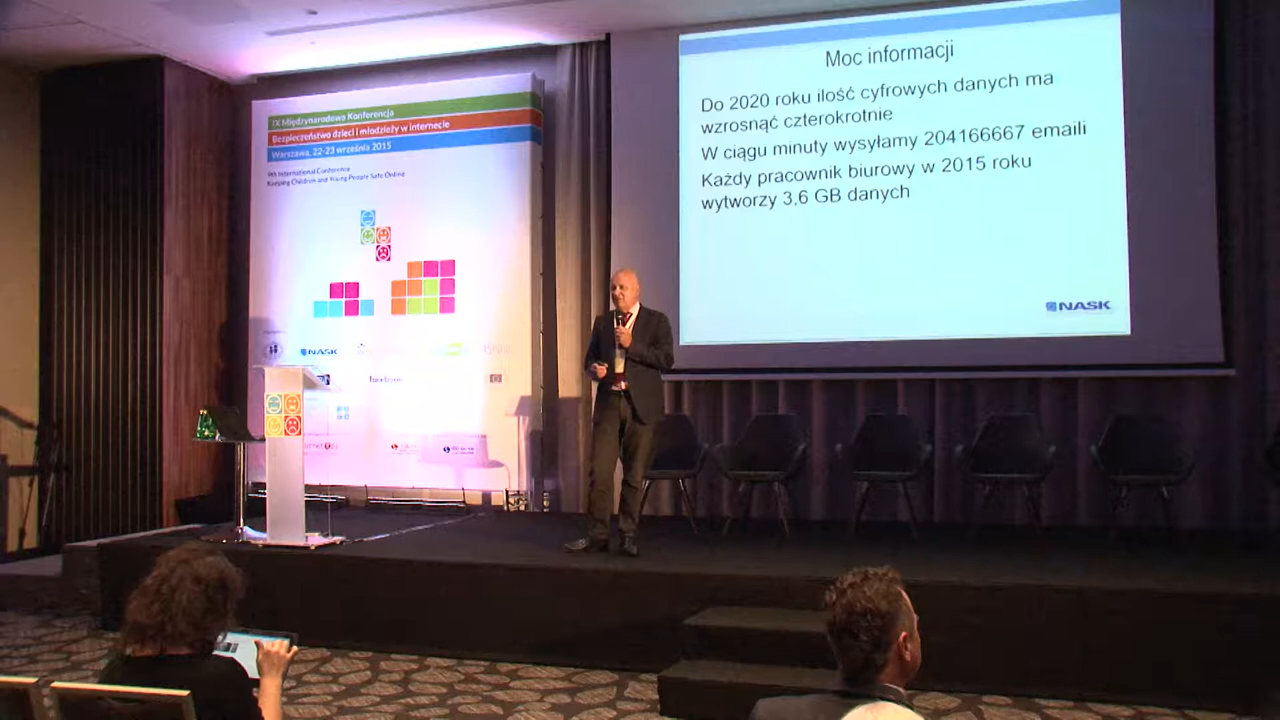 IX Międzynarodowa Konferencja
Bezpieczeństwo dzieci i młodzieży w internecie
Warszawa, 22-23 września 2015
9th International Conference
Keeping Children and Young People Safe Online
NASK
facebook
Moc informacji
Do 2020 roku ilość cyfrowych danych ma
wzrosnąć czterokrotnie
W ciągu minuty wysyłamy 204166667 emaili
Każdy pracownik biurowy w 2015 roku
wytworzy 3,6 GB danych
NASK